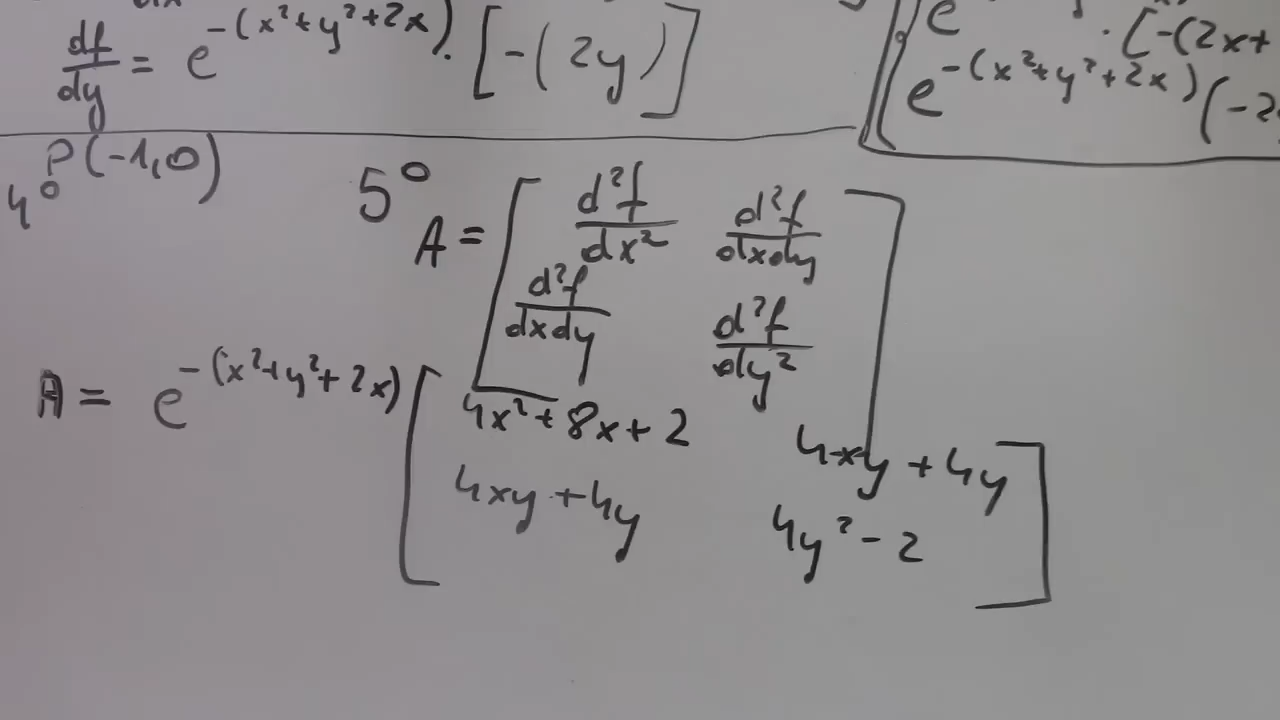 df/dy = e^-(x²+y²+2x) · [-(2y)]
e · [-(2x+
e^-(x²+y²+2x) (-2
4° P(-1,0)
5° A = [ d²f/dx² d²f/dxdy
d²f/dxdy d²f/dy² ]
A = e^-(x²+y²+2x) [ 4x²+8x+2 4xy+4y
4xy+4y 4y²-2 ]